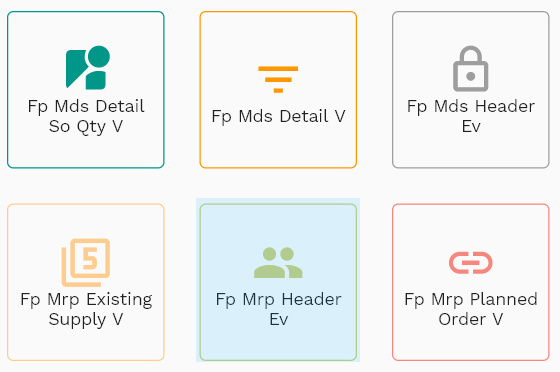 Fp Mds Detail
So Qty V
Fp Mds Detail V
Fp Mds Header
Ev
5
Fp Mrp Existing
Supply V
Fp Mrp Header
Ev
Fp Mrp Planned
Order V